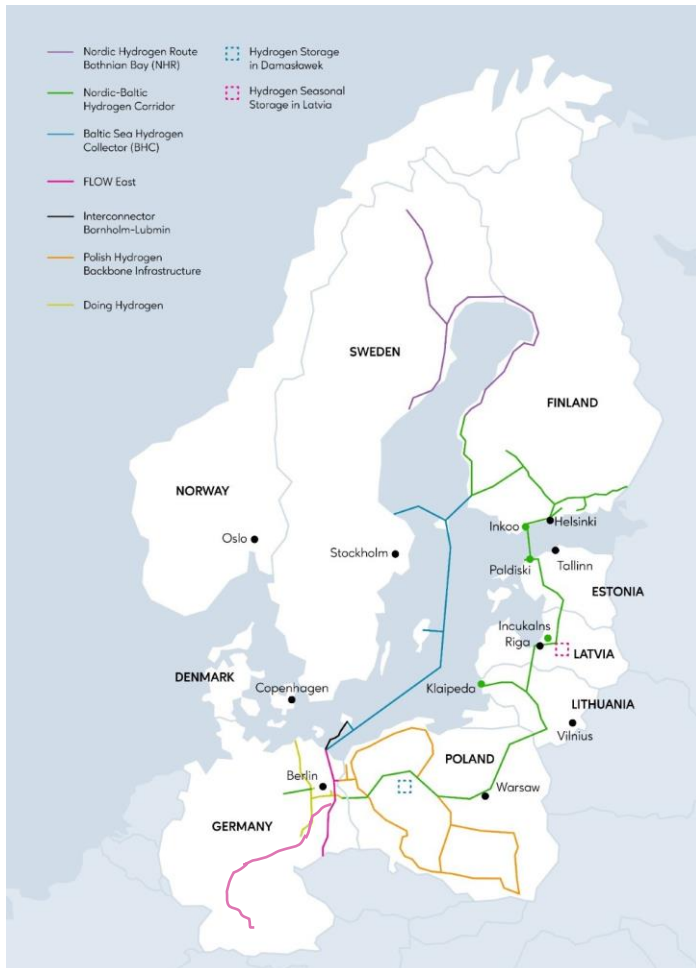 Nordic Hydrogen Route
Bothnian Bay (NHR)
Nordic-Baltic
Hydrogen Corridor
Baltic Sea Hydrogen
Collector (BHC)
FLOW East
Interconnector
Bornholm-Lubmin
Polish Hydrogen
Backbone Infrastructure
Doing Hydrogen
Hydrogen Storage
in Damasławek
Hydrogen Seasonal
Storage in Latvia
SWEDEN
FINLAND
NORWAY
Oslo
Stockholm
Inkoo
Helsinki
Paldiski
Tallinn
ESTONIA
Incukalns
Riga
LATVIA
DENMARK
Copenhagen
Klaipeda
LITHUANIA
Vilnius
POLAND
Berlin
Warsaw
GERMANY